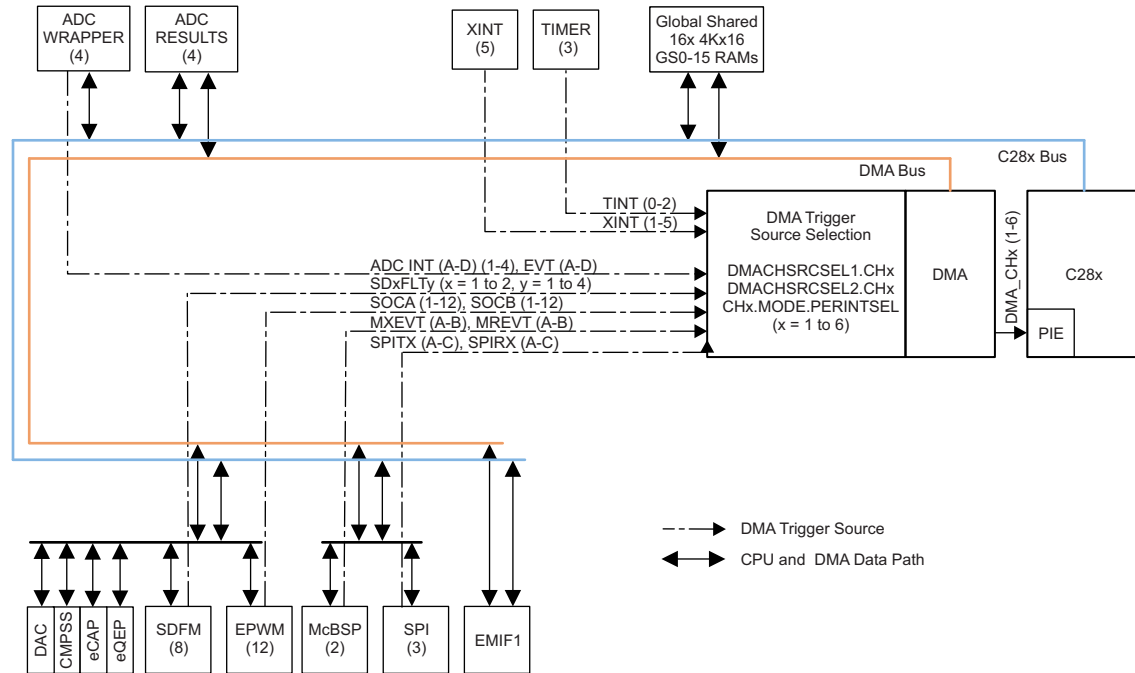 ADC
WRAPPER
(4)
ADC
RESULTS
(4)
XINT
(5)
TIMER
(3)
Global Shared
16x 4Kx16
GS0-15 RAMs
C28x Bus
DMA Bus
TINT (0-2)
XINT (1-5)
ADC INT (A-D) (1-4), EVT (A-D)
SDxFLTy (x = 1 to 2, y = 1 to 4)
SOCA (1-12), SOCB (1-12)
MXEVT (A-B), MREVT (A-B)
SPITX (A-C), SPIRX (A-C)
DMA Trigger
Source Selection
DMACHSRCSEL1.CHx
DMACHSRCSEL2.CHx
CHx.MODE.PERINTSEL
(x = 1 to 6)
DMA
DMA_CHx (1-6)
C28x
PIE
DMA Trigger Source
CPU and DMA Data Path
DAC
CMPSS
eCAP
eQEP
SDFM
(8)
EPWM
(12)
McBSP
(2)
SPI
(3)
EMIF1